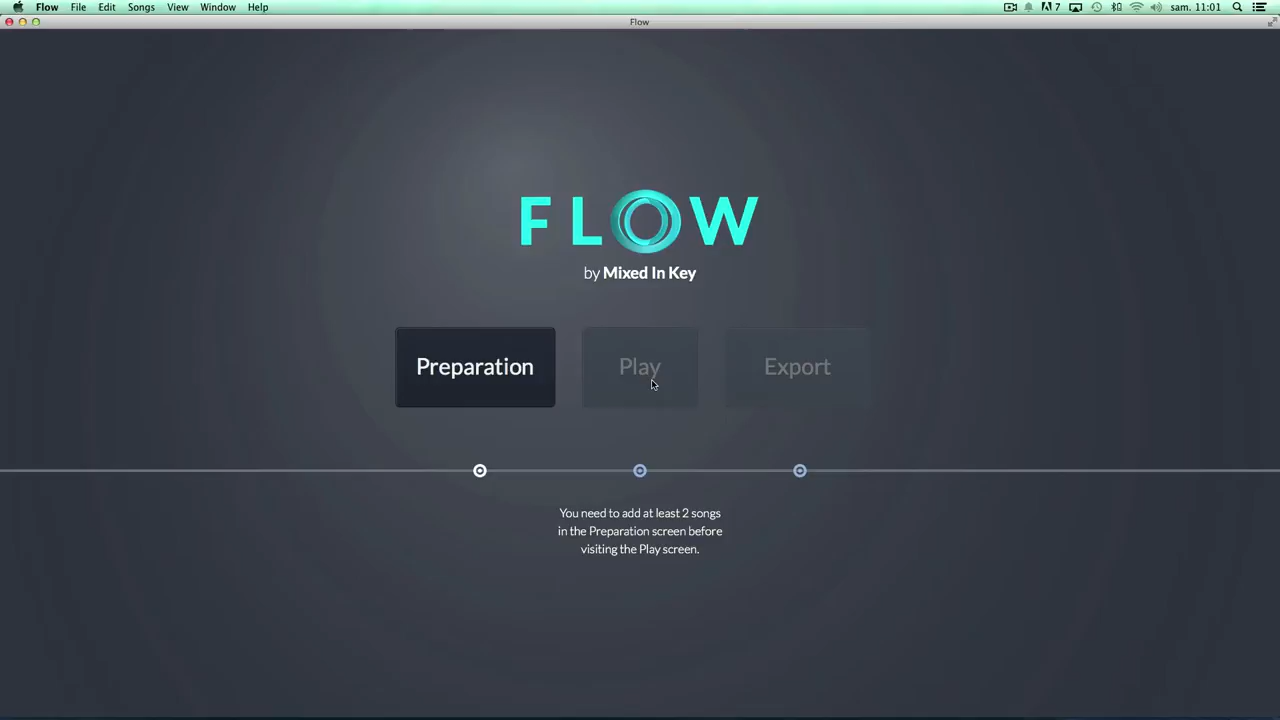 Flow File Edit Songs View Window Help 7 sam. 11:01
Flow
FLOW
by Mixed In Key
Preparation Play Export
You need to add at least 2 songs
in the Preparation screen before
visiting the Play screen.